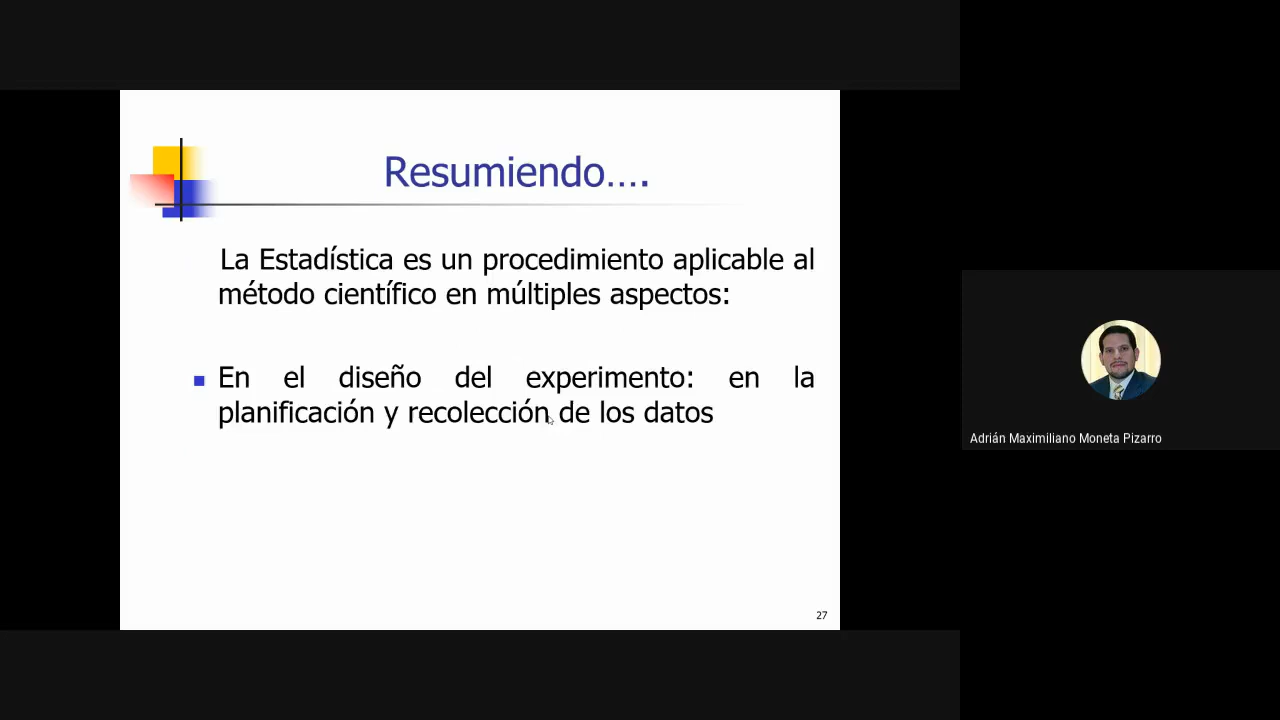 Resumiendo....
La Estadística es un procedimiento aplicable al
método científico en múltiples aspectos:
En el diseño del experimento: en la
planificación y recolección de los datos
27
Adrián Maximiliano Moneta Pizarro